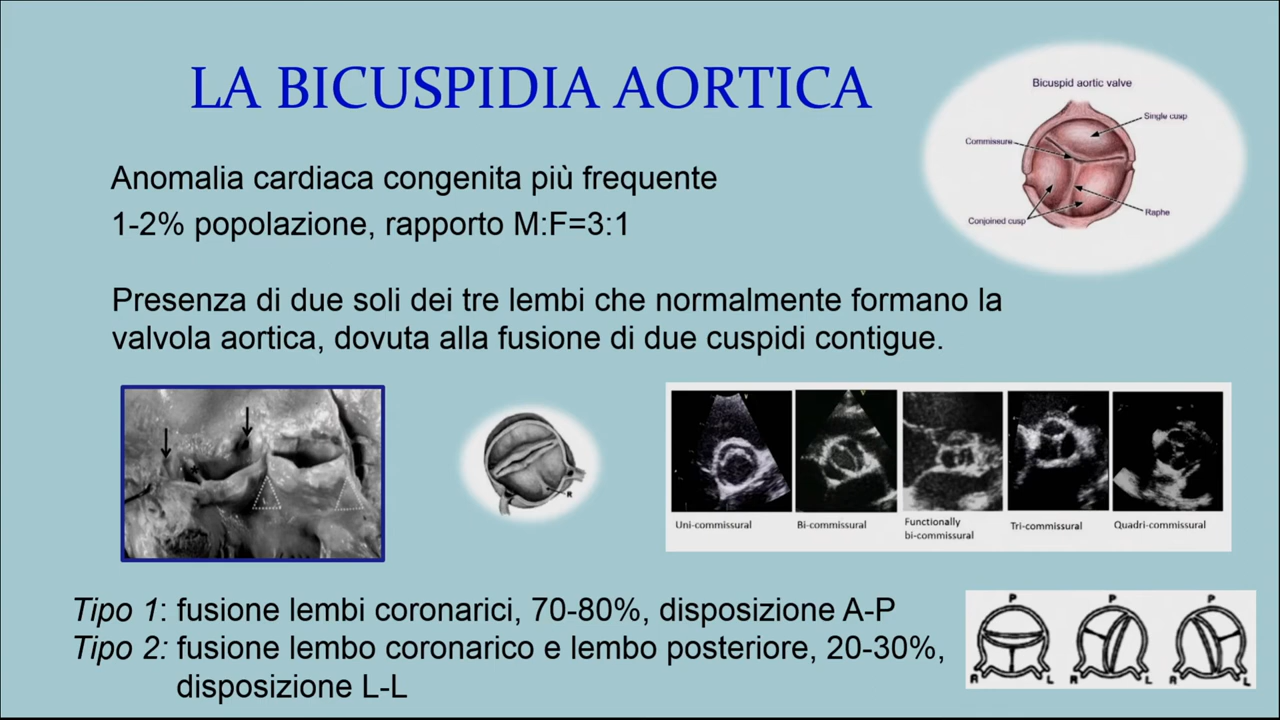 LA BICUSPIDIA AORTICA
Bicuspid aortic valve
Single cusp
Commissure
Conjoined cusp
Raphe
Anomalia cardiaca congenita più frequente
1-2% popolazione, rapporto M:F=3:1
Presenza di due soli dei tre lembi che normalmente formano la
valvola aortica, dovuta alla fusione di due cuspidi contigue.
R
V
V
Uni-commissural
Bi-commissural
Functionally
bi-commissural
Tri-commissural
Quadri-commissural
Tipo 1: fusione lembi coronarici, 70-80%, disposizione A-P
Tipo 2: fusione lembo coronarico e lembo posteriore, 20-30%,
disposizione L-L
P
P
P
R
L
R
L
R
L